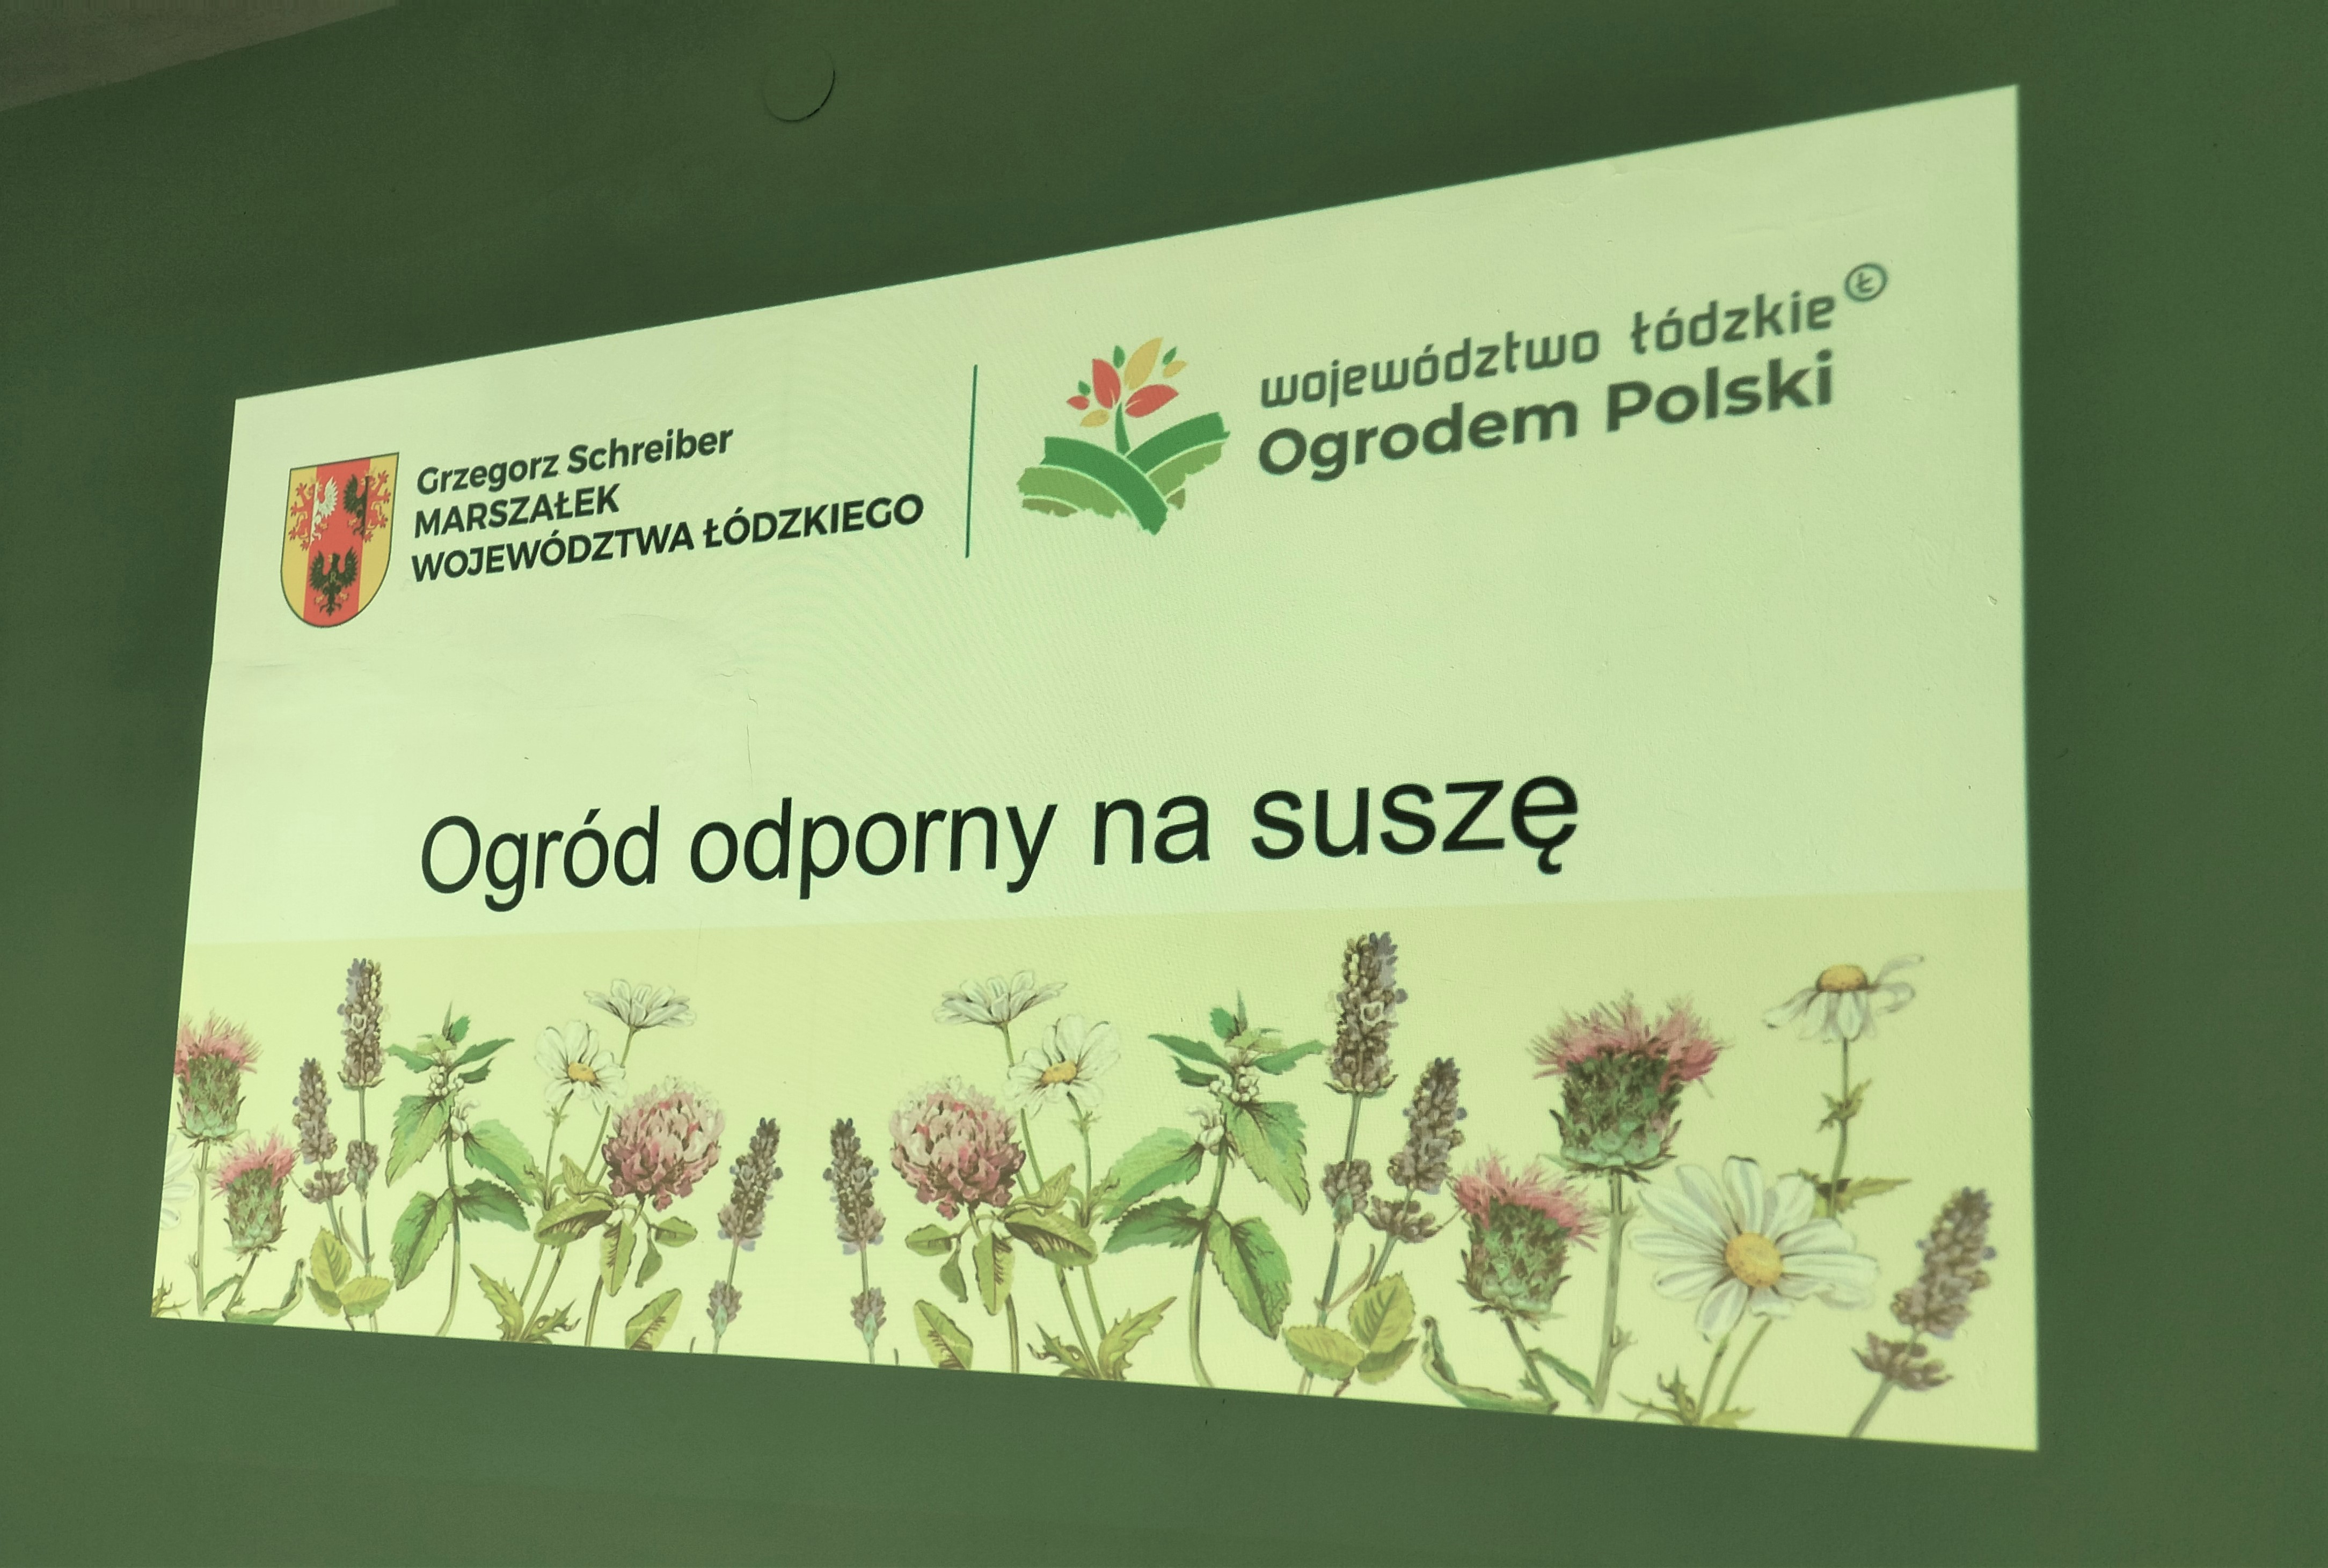 Grzegorz Schreiber
MARSZAŁEK
WOJEWÓDZTWA ŁÓDZKIEGO
województwo łódzkie Ł
Ogrodem Polski
Ogród odporny na suszę